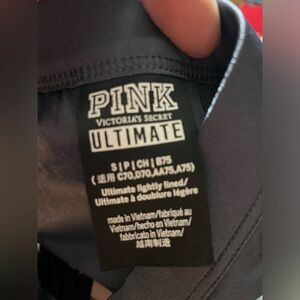 PINK
VICTORIA'S SECRET
ULTIMATE
S|P|CH|B75
(适用 C70,D70,AA75,A75)
Ultimate lightly lined/
Ultimate à doublure légère
made in Vietnam/fabriqué au
Vietnam/hecho en Vietnam/
fabbricato in Vietnam/
越南制造